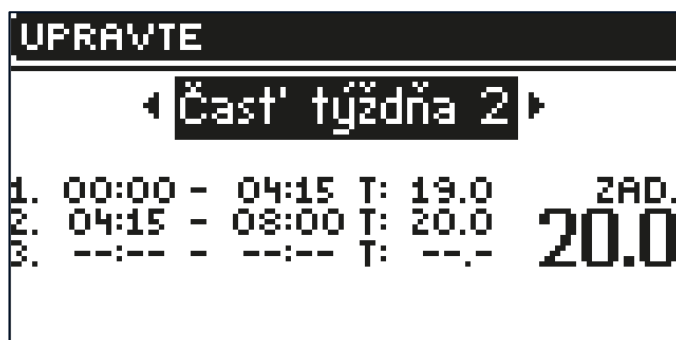 UPRAVTE
Časť týždňa 2
1. 00:00 - 04:15 T: 19.0 ZAD.
2. 04:15 - 08:00 T: 20.0 20.0
3. --:-- - --:-- T: --.-